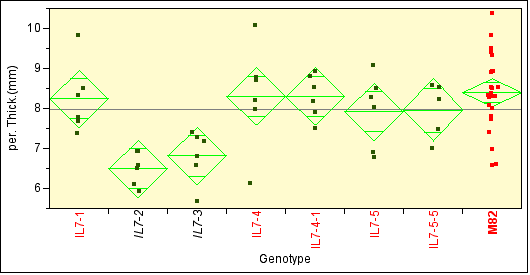 per. Thick.(mm)
10
9
8
7
6
IL7-1
IL7-2
IL7-3
IL7-4
IL7-4-1
IL7-5
IL7-5-5
M82
Genotype